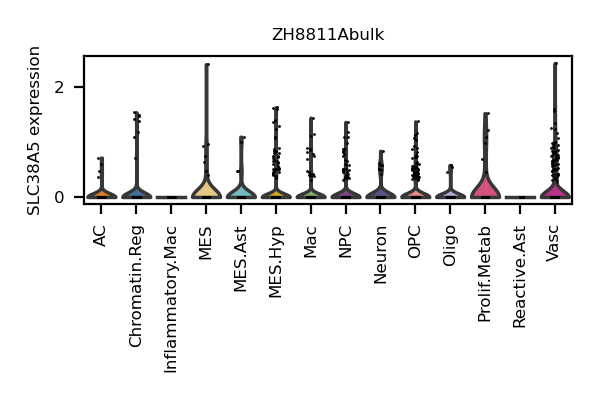 ZH8811Abulk
SLC38A5 expression
2
0
AC
Chromatin.Reg
Inflammatory.Mac
MES
MES.Ast
MES.Hyp
Mac
NPC
Neuron
OPC
Oligo
Prolif.Metab
Reactive.Ast
Vasc